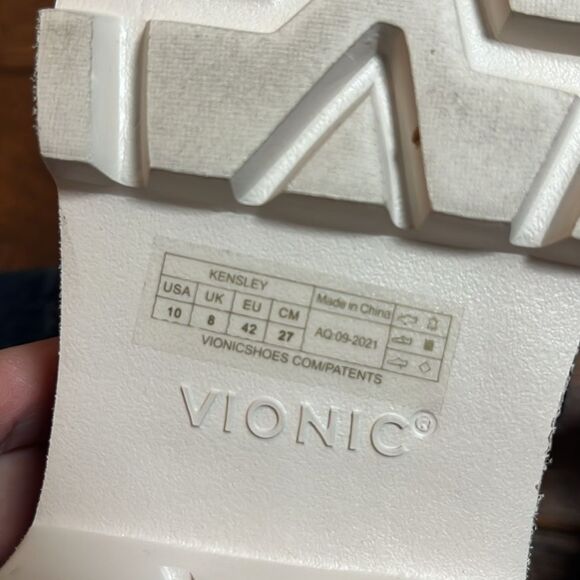 KENSLEY
USA UK EU CM Made in China
10 8 42 27 AQ:09-2021
VIONICSHOES COM/PATENTS
VIONIC®